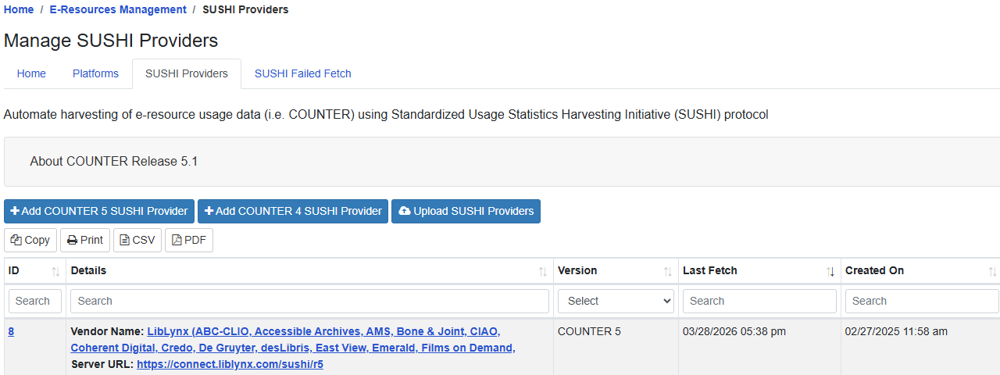 Home / E-Resources Management / SUSHI Providers
Manage SUSHI Providers
Home Platforms SUSHI Providers SUSHI Failed Fetch
Automate harvesting of e-resource usage data (i.e. COUNTER) using Standardized Usage Statistics Harvesting Initiative (SUSHI) protocol
About COUNTER Release 5.1
Add COUNTER 5 SUSHI Provider Add COUNTER 4 SUSHI Provider Upload SUSHI Providers
Copy Print CSV PDF
ID Details Version Last Fetch Created On
Search Search Select Search Search
8 Vendor Name: LibLynx (ABC-CLIO, Accessible Archives, AMS, Bone & Joint, CIAO, COUNTER 5 03/28/2026 05:38 pm 02/27/2025 11:58 am
Coherent Digital, Credo, De Gruyter, desLibris, East View, Emerald, Films on Demand,
Server URL: https://connect.liblynx.com/sushi/r5